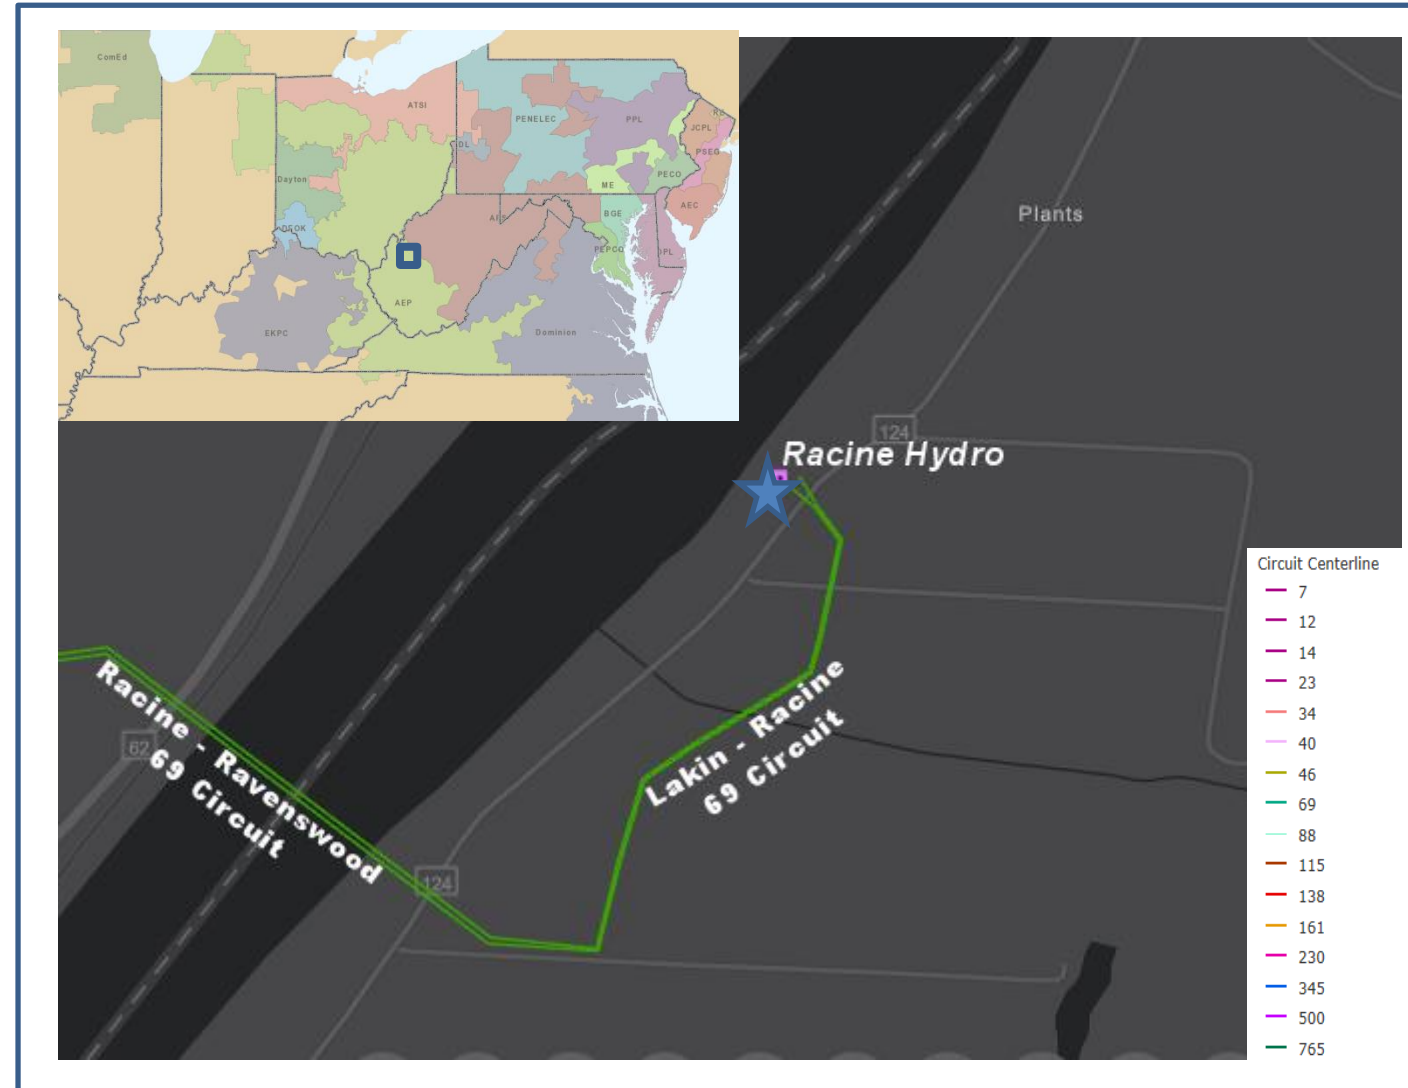 ComEd
ATSI
PENELEC
PPL
RE
JCPL
DL
PSEG
Dayton
PECO
ME
AEC
BGE
DEOK
PEPCO
DPL
AEP
EKPC
Dominion
Plants
124
Racine Hydro
Racine - Ravenswood
69 Circuit
62
Lakin - Racine
69 Circuit
124
Circuit Centerline
7
12
14
23
34
40
46
69
88
115
138
161
230
345
500
765